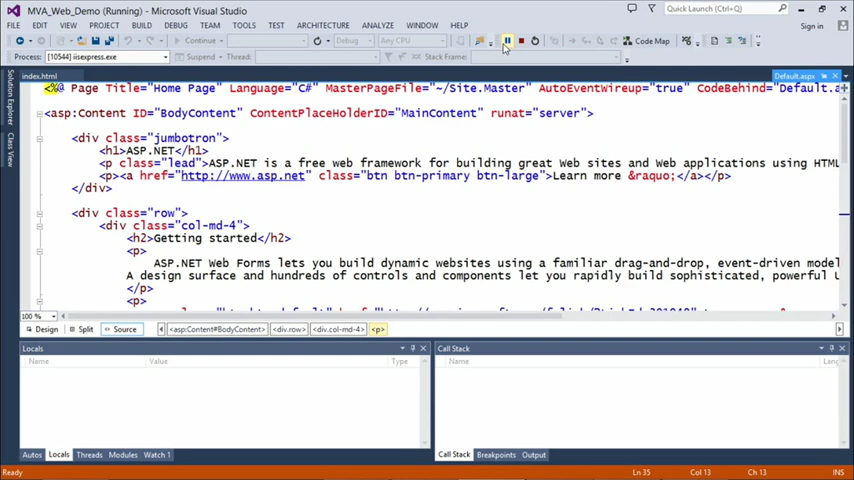 MVA_Web_Demo (Running) - Microsoft Visual Studio
Quick Launch (Ctrl+Q)
FILE EDIT VIEW PROJECT BUILD DEBUG TEAM TOOLS TEST ARCHITECTURE ANALYZE WINDOW HELP
Sign in
Continue
Debug
Any CPU
Code Map
Process: [10544] iisexpress.exe
Suspend
Thread:
Stack Frame:
Solution Explorer
Class View
index.html
Default.aspx
<%@ Page Title="Home Page" Language="C#" MasterPageFile="~/Site.Master" AutoEventWireup="true" CodeBehind="Default.a
<asp:Content ID="BodyContent" ContentPlaceHolderID="MainContent" runat="server">
<div class="jumbotron">
<h1>ASP.NET</h1>
<p class="lead">ASP.NET is a free web framework for building great Web sites and Web applications using HTML
<p><a href="http://www.asp.net" class="btn btn-primary btn-large">Learn more &raquo;</a></p>
</div>
<div class="row">
<div class="col-md-4">
<h2>Getting started</h2>
<p>
ASP.NET Web Forms lets you build dynamic websites using a familiar drag-and-drop, event-driven model
A design surface and hundreds of controls and components let you rapidly build sophisticated, powerful U
</p>
<p>
100 %
Design Split Source <asp:Content#BodyContent> <div.row> <div.col-md-4> <p>
Locals
Name Value Type
Call Stack
Name Lang
Autos Locals Threads Modules Watch 1
Call Stack Breakpoints Output
Ready
Ln 35 Col 13 Ch 13 INS